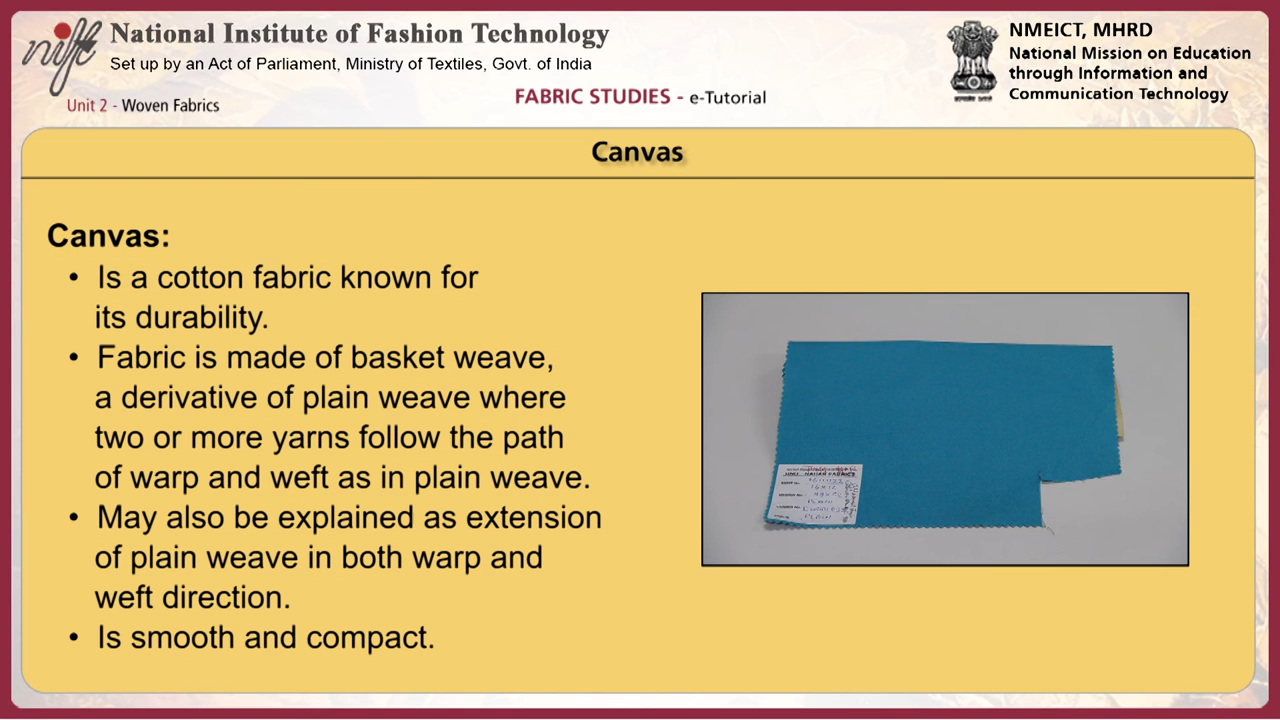 nift
National Institute of Fashion Technology
Set up by an Act of Parliament, Ministry of Textiles, Govt. of India
Unit 2 - Woven Fabrics
FABRIC STUDIES - e-Tutorial
NMEICT, MHRD
National Mission on Education
through Information and
Communication Technology
Canvas
Canvas:
• Is a cotton fabric known for
its durability.
• Fabric is made of basket weave,
a derivative of plain weave where
two or more yarns follow the path
of warp and weft as in plain weave.
• May also be explained as extension
of plain weave in both warp and
weft direction.
• Is smooth and compact.